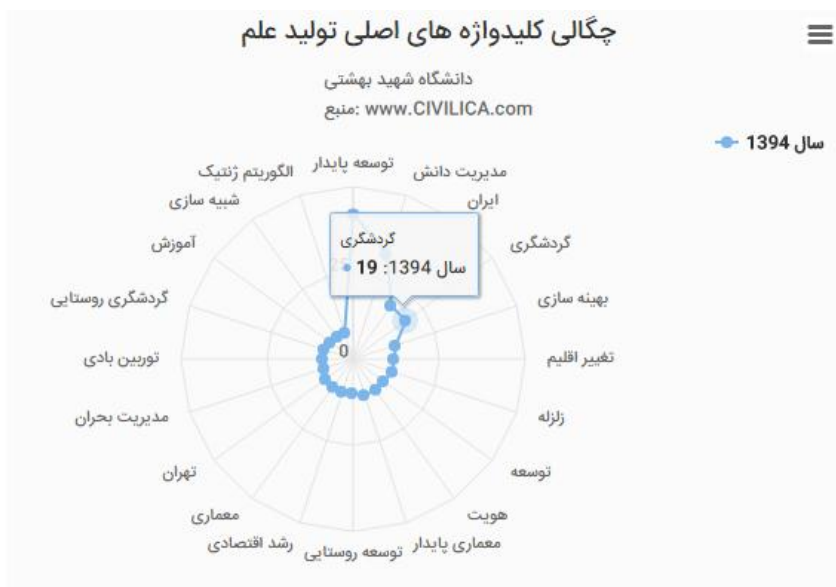 چگالی کلیدواژه های اصلی تولید علم
دانشگاه شهید بهشتی
منبع: www.CIVILICA.com
سال 1394
توسعه پایدار
مدیریت دانش
ایران
گردشگری
بهینه سازی
تغییر اقلیم
زلزله
توسعه
هویت
معماری پایدار
توسعه روستایی
رشد اقتصادی
معماری
تهران
مدیریت بحران
توربین بادی
گردشگری روستایی
آموزش
شبیه سازی
الگوریتم ژنتیک
گردشگری
سال 1394: 19
25
0